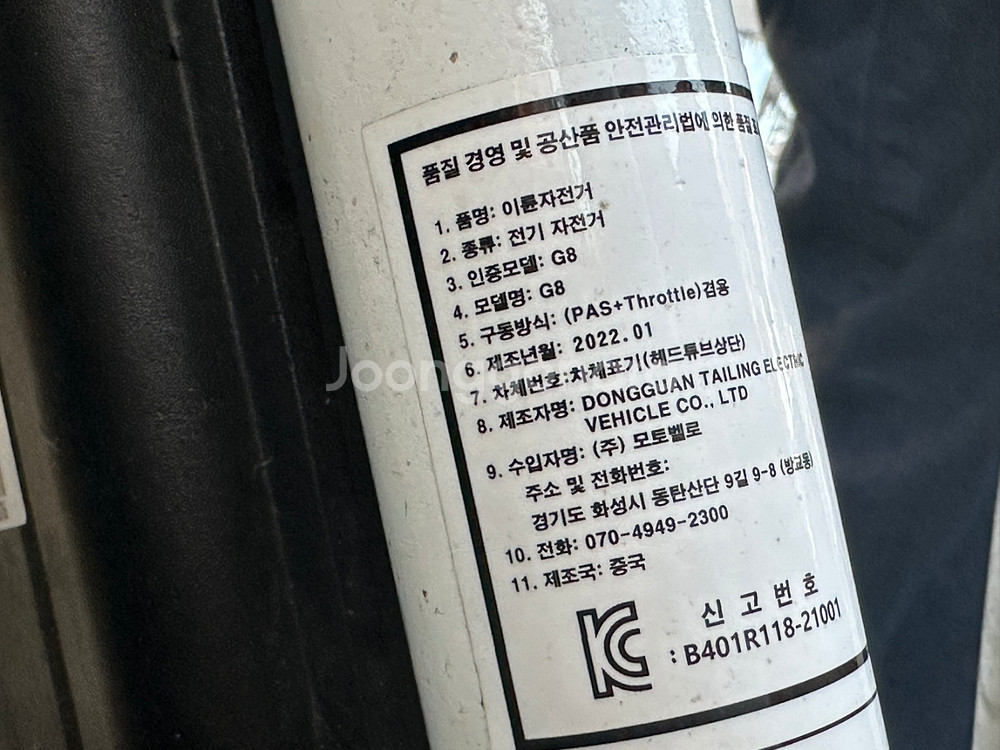 품질 경영 및 공산품 안전관리법에 의한 품질
1. 품명: 이륜자전거
2. 종류: 전기 자전거
3. 인증모델: G8
4. 모델명: G8
5. 구동방식: (PAS+Throttle)겸용
6. 제조년월: 2022.01
7. 차체번호:차체표기(헤드튜브상단)
8. 제조자명: DONGGUAN TAILING ELECTRIC
VEHICLE CO., LTD
9. 수입자명: (주) 모토벨로
주소 및 전화번호:
경기도 화성시 동탄산단 9길 9-8 (방교동)
10. 전화: 070-4949-2300
11. 제조국: 중국
신고번호
: B401R118-21001